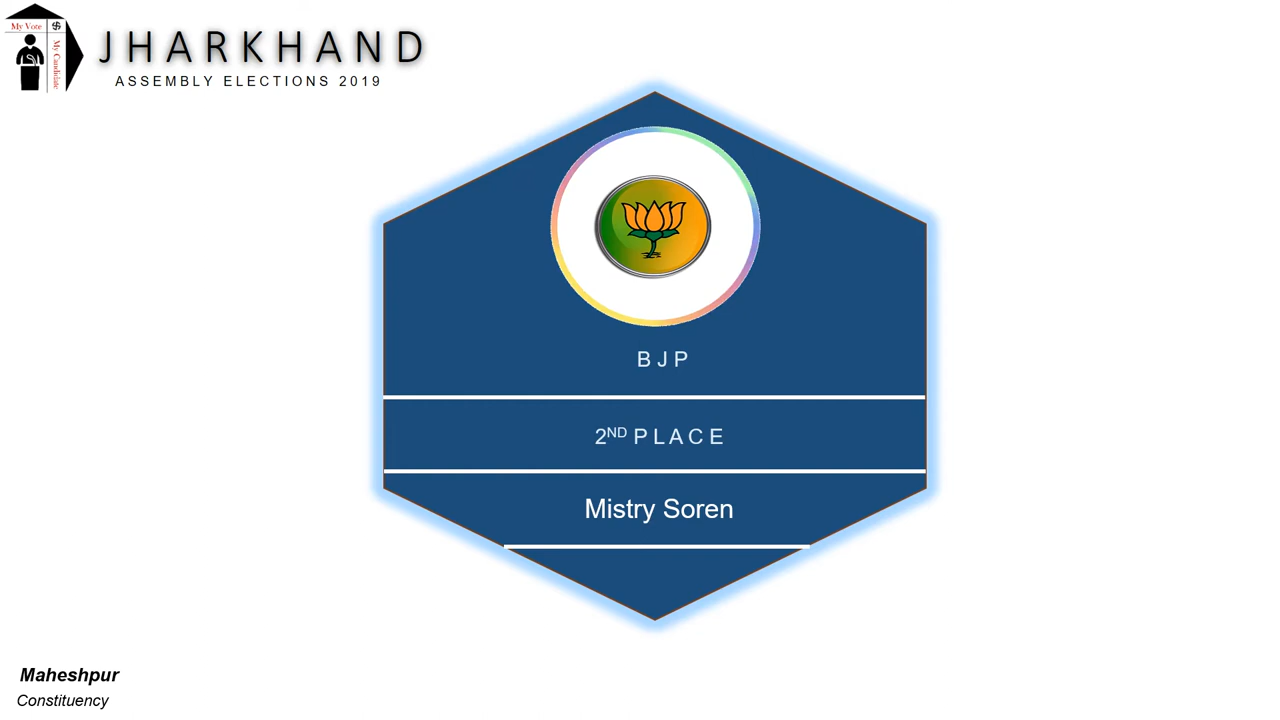 My Vote
My Candidate
JHARKHAND
ASSEMBLY ELECTIONS 2019
BJP
2ND PLACE
Mistry Soren
Maheshpur
Constituency